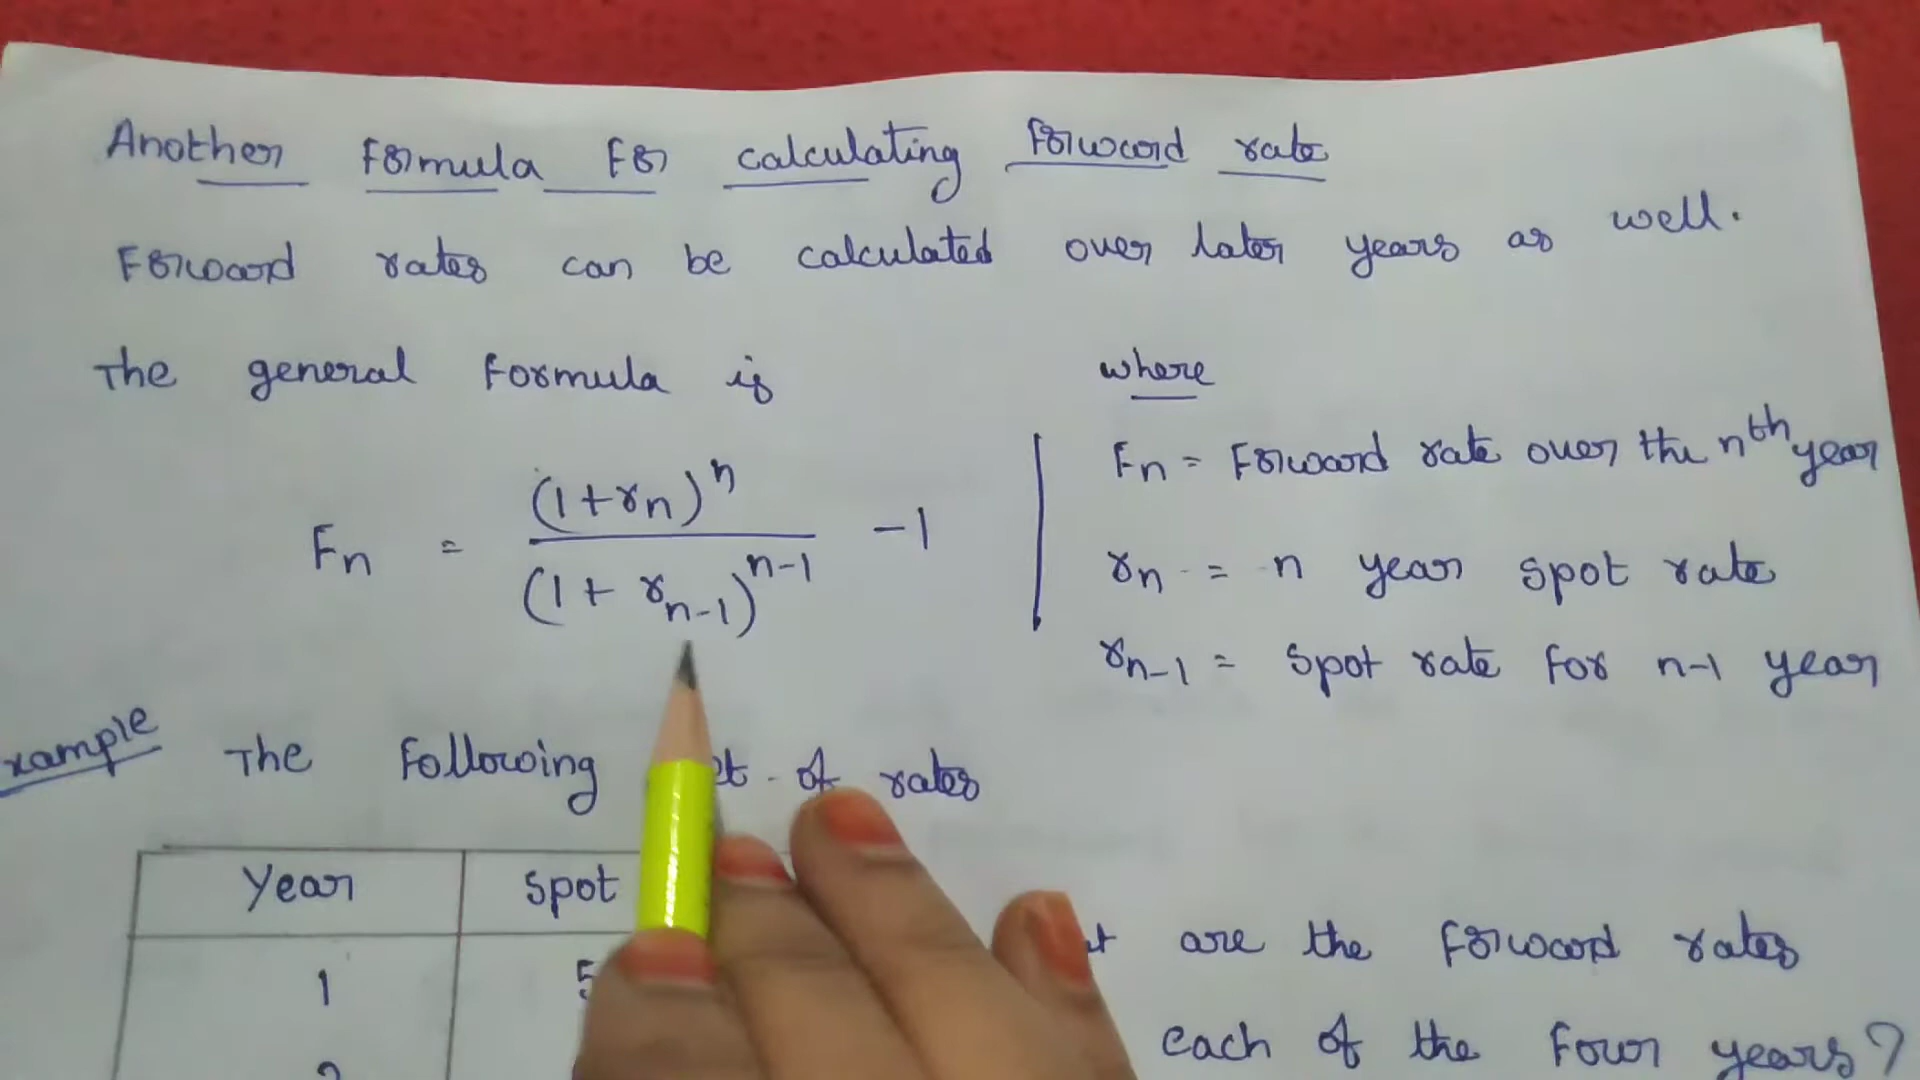 Another Formula For calculating Forward rate
Forward rates can be calculated over later years as well.
The general Formula is
Fn = (1+rn)^n / (1+ r_{n-1})^{n-1} -1
where
Fn = Forward rate over the nth year
rn = n year spot rate
rn-1 = spot rate for n-1 year
xample The Following of rates
Year spot
1 5
are the Forward rates
each of the Four years?